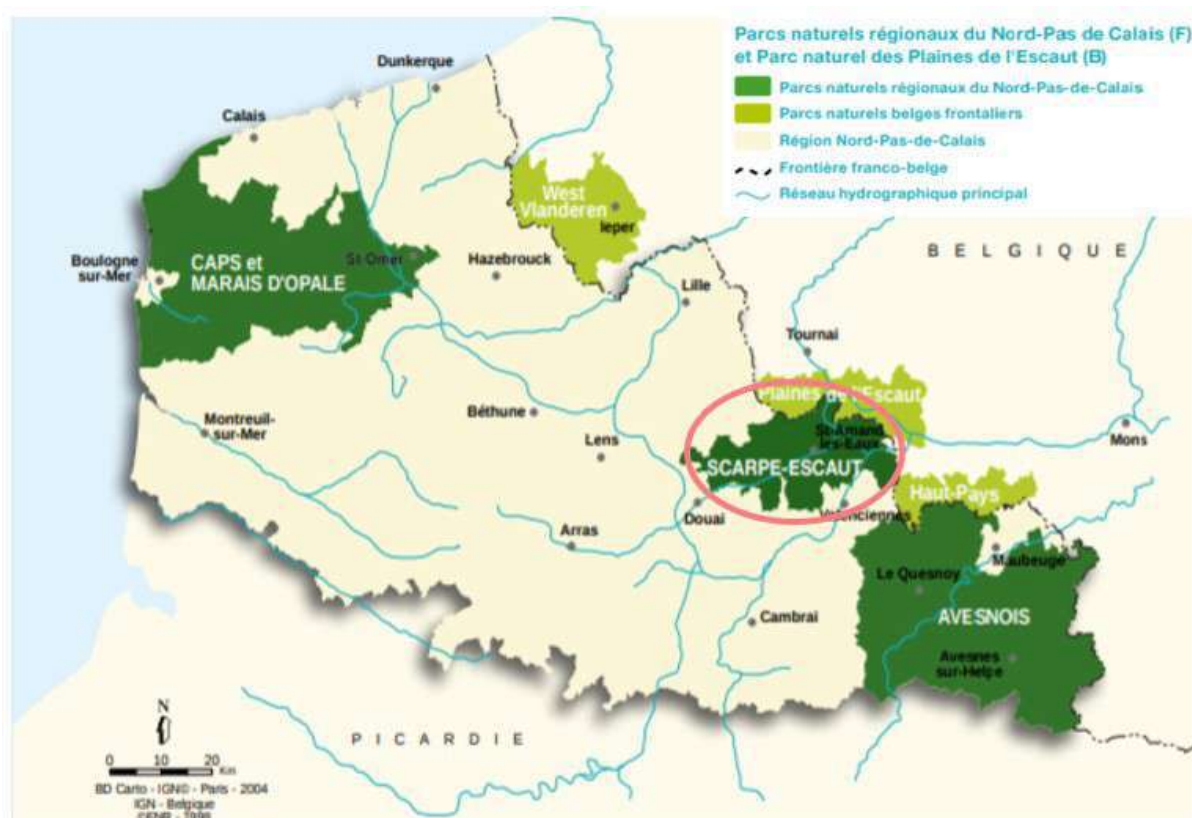 Parcs naturels régionaux du Nord-Pas de Calais (F)
et Parc naturel des Plaines de l'Escaut (B)
Parcs naturels régionaux du Nord-Pas-de-Calais
Parcs naturels belges frontaliers
Région Nord-Pas-de-Calais
Frontière franco-belge
Réseau hydrographique principal
Dunkerque
Calais
West
Vlanderen
Ieper
BELGIQUE
Boulogne
sur-Mer
CAPS et
MARAIS D'OPALE
St-Omer
Hazebrouck
Lille
Tournai
Plaines de l'Escaut
Montreuil-
sur-Mer
Béthune
Lens
St-Amand
les-Eaux
Mons
SCARPE-ESCAUT
Haut-Pays
Douai
Valenciennes
Arras
Maubeuge
Le Quesnoy
Cambrai
AVESNOIS
Avesnes
sur-Helpe
N
PICARDIE
0 10 20
Km
BD Carto - IGN© - Paris - 2004
IGN - Belgique